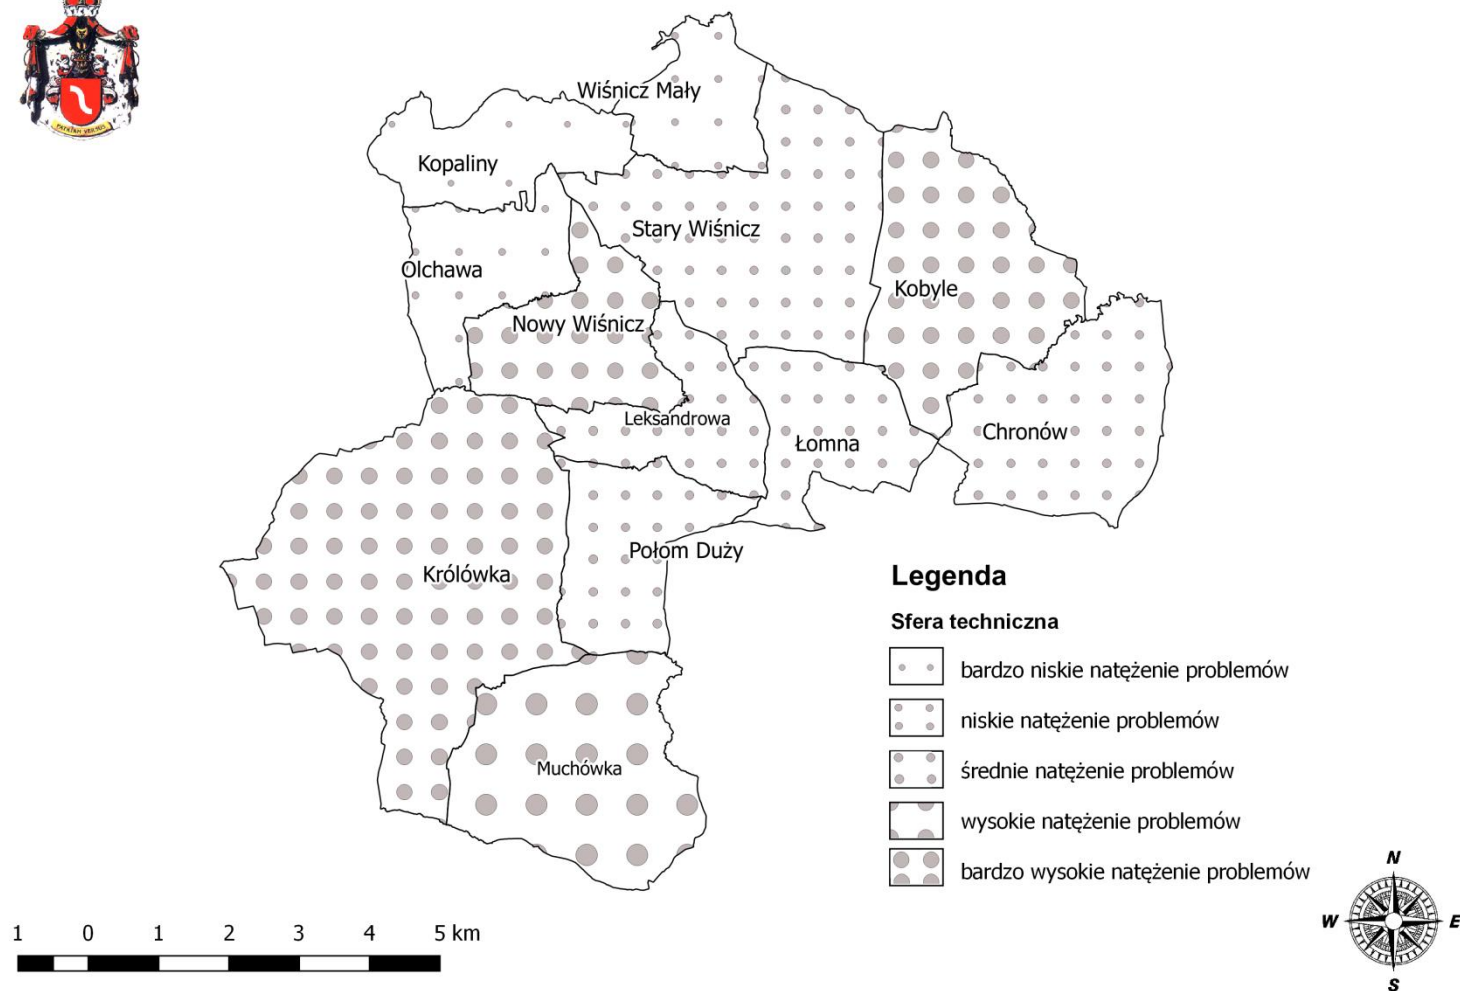 Wiśnicz Mały
Kopaliny
Stary Wiśnicz
Olchawa
Kobyle
Nowy Wiśnicz
Leksandrowa
Łomna
Chronów
Połom Duży
Królówka
Muchówka
Legenda
Sfera techniczna
bardzo niskie natężenie problemów
niskie natężenie problemów
średnie natężenie problemów
wysokie natężenie problemów
bardzo wysokie natężenie problemów
1 0 1 2 3 4 5 km
N
W E
S